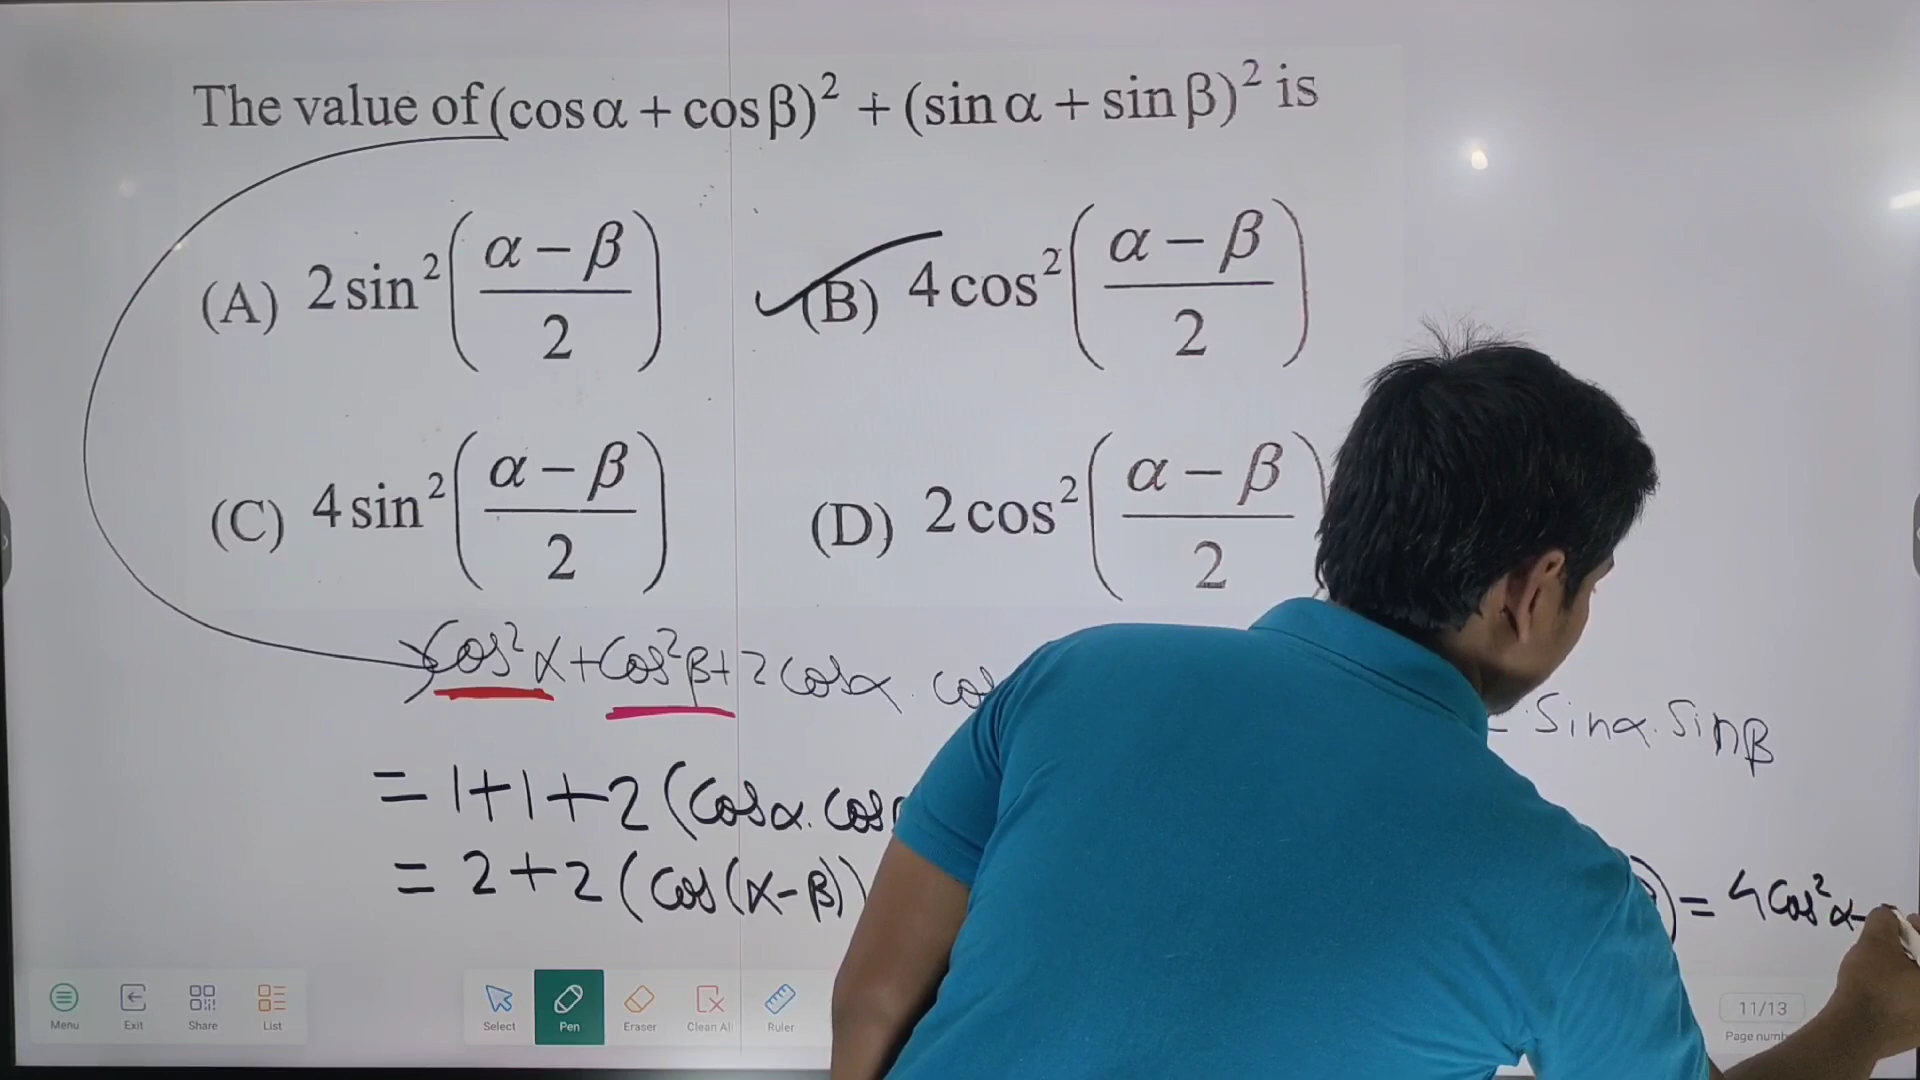 The value of (cos α + cos β)² + (sin α + sin β)² is
(A) 2 sin² ((α − β)/2) (B) 4 cos² ((α − β)/2)
(C) 4 sin² ((α − β)/2) (D) 2 cos² ((α − β)/2)
Cos²α + Cos²β + 2 Cosα.
Sinα. Sinβ
= 1 + 1 + 2 (Cosα.
= 2 + 2 (Cos(α − β))
= 4 Cos²α −
Menu Exit Share List Select Pen Eraser Clean All Ruler
11/13
Page